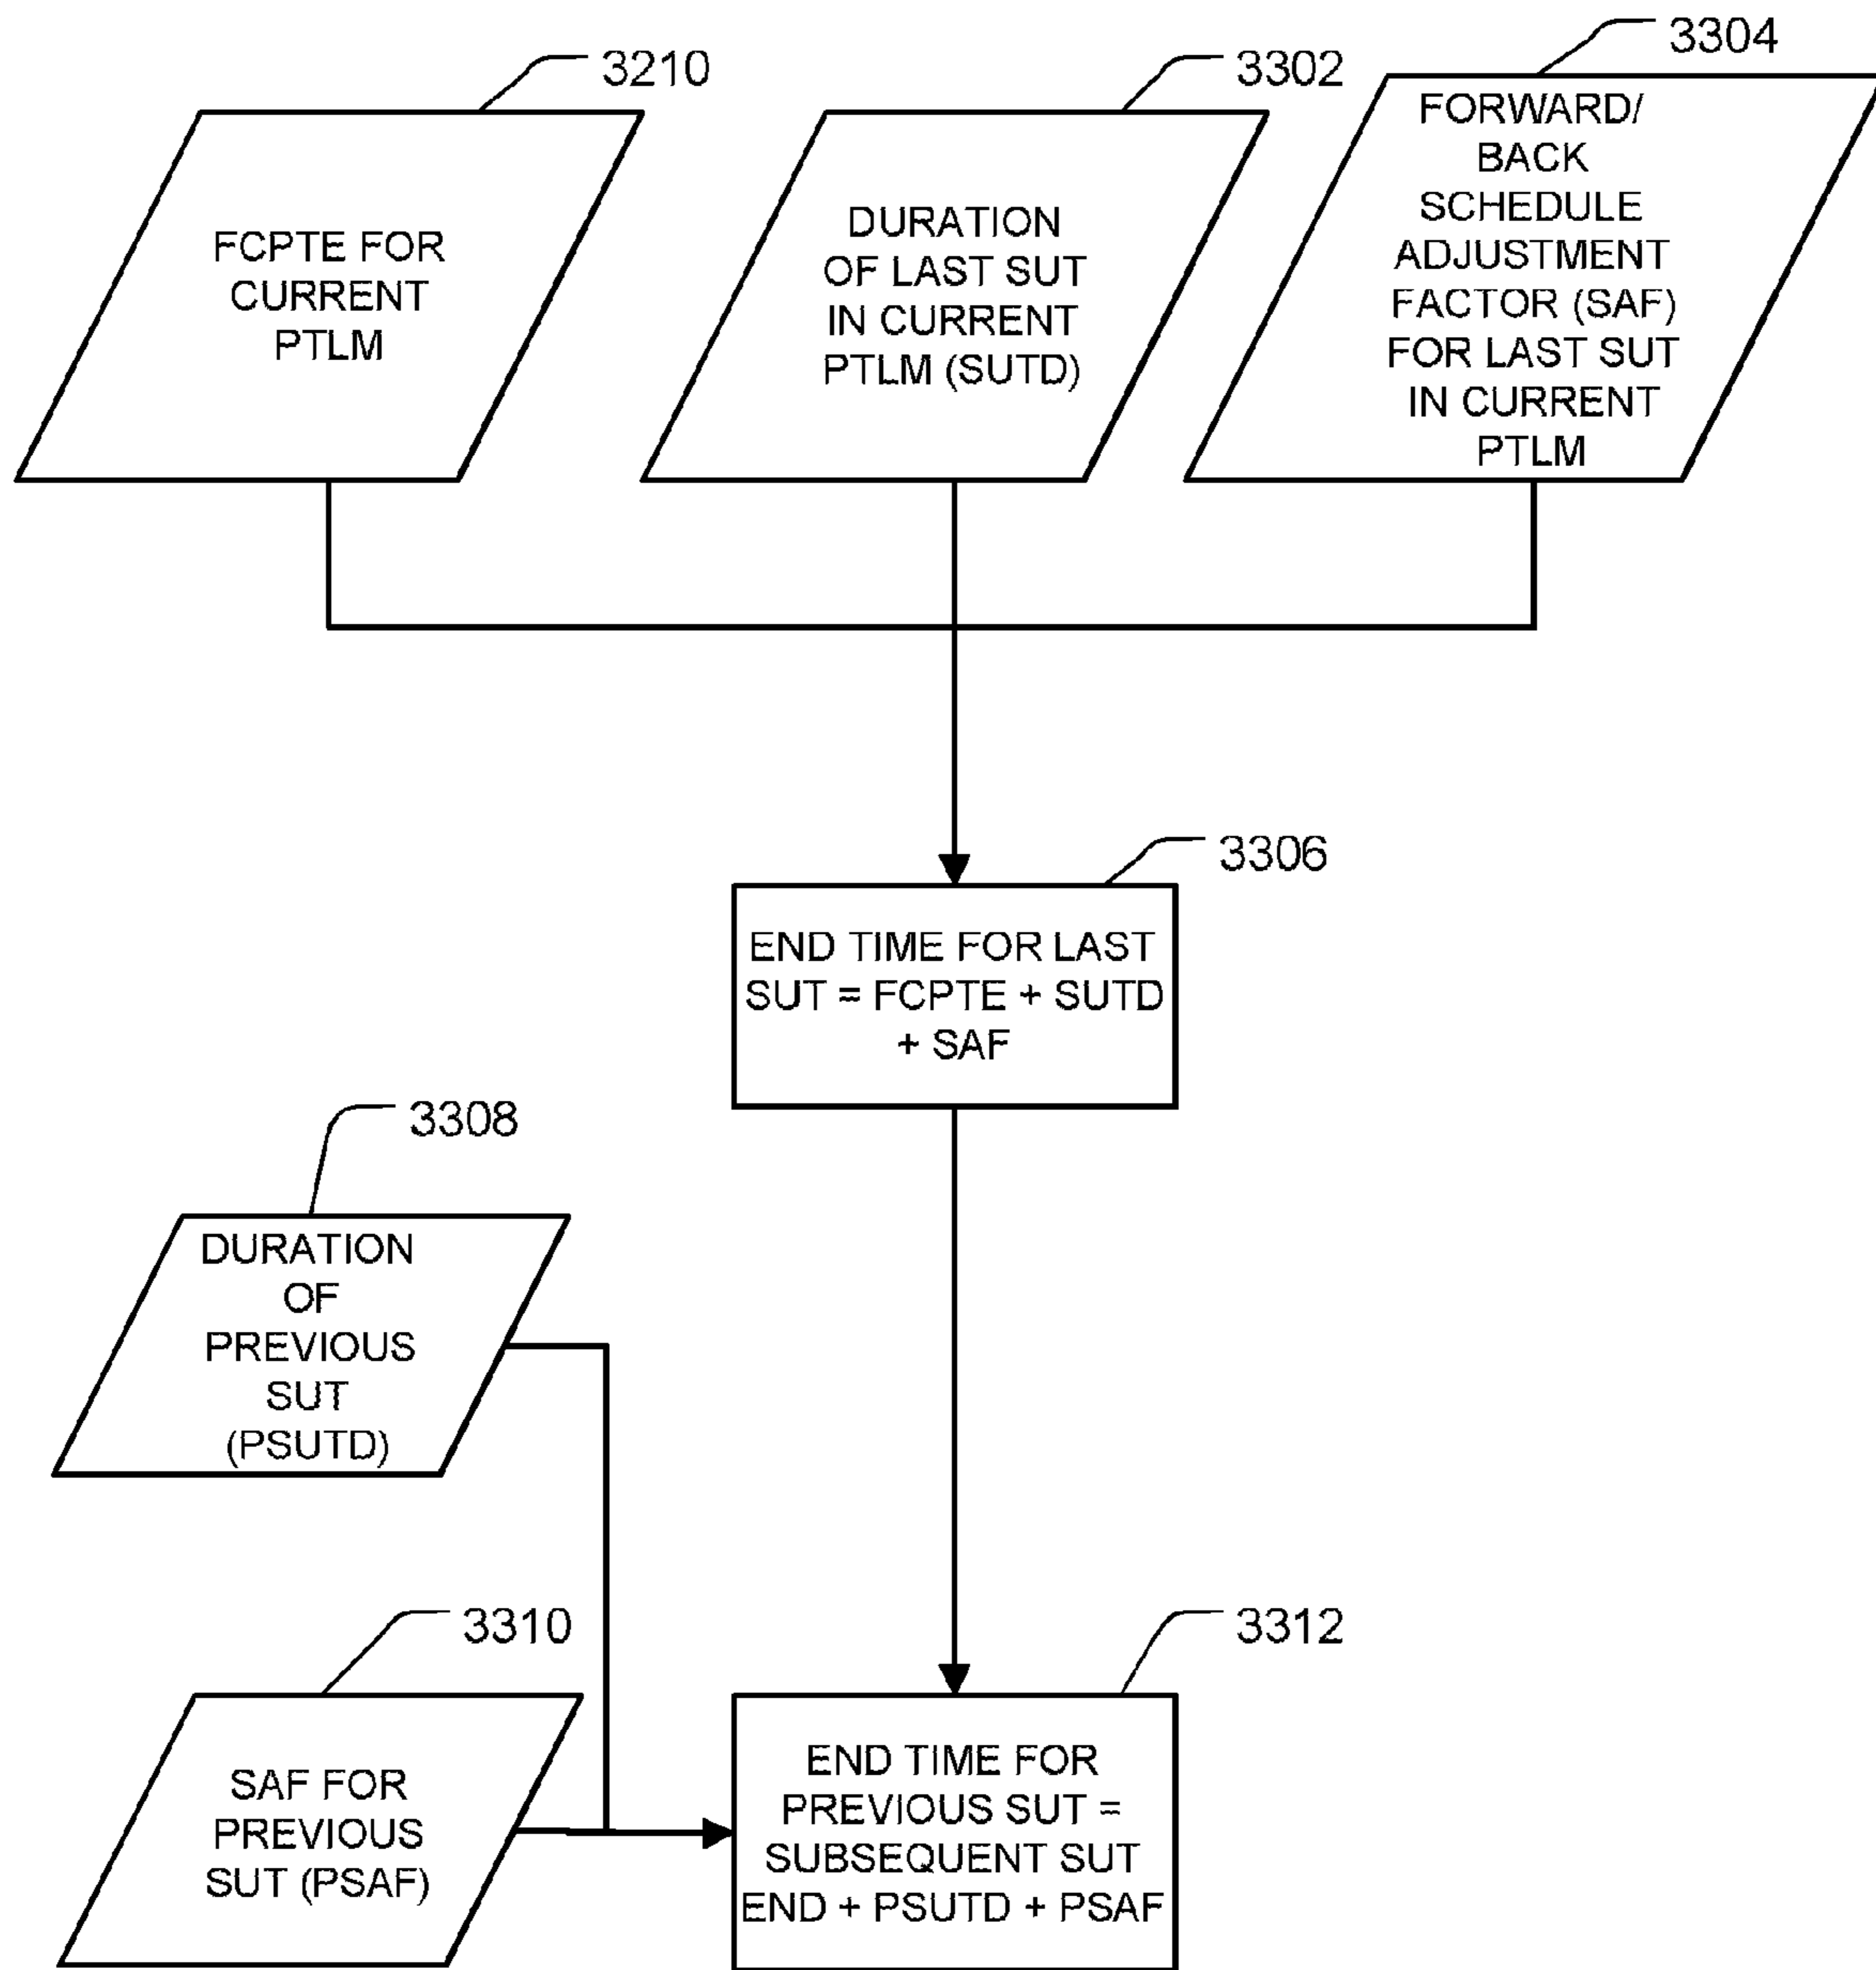 3210
FCPTE FOR
CURRENT
PTLM
3302
DURATION
OF LAST SUT
IN CURRENT
PTLM (SUTD)
3304
FORWARD/
BACK
SCHEDULE
ADJUSTMENT
FACTOR (SAF)
FOR LAST SUT
IN CURRENT
PTLM
3306
END TIME FOR LAST
SUT = FCPTE + SUTD
+ SAF
3308
DURATION
OF
PREVIOUS
SUT
(PSUTD)
3310
SAF FOR
PREVIOUS
SUT (PSAF)
3312
END TIME FOR
PREVIOUS SUT =
SUBSEQUENT SUT
END + PSUTD + PSAF